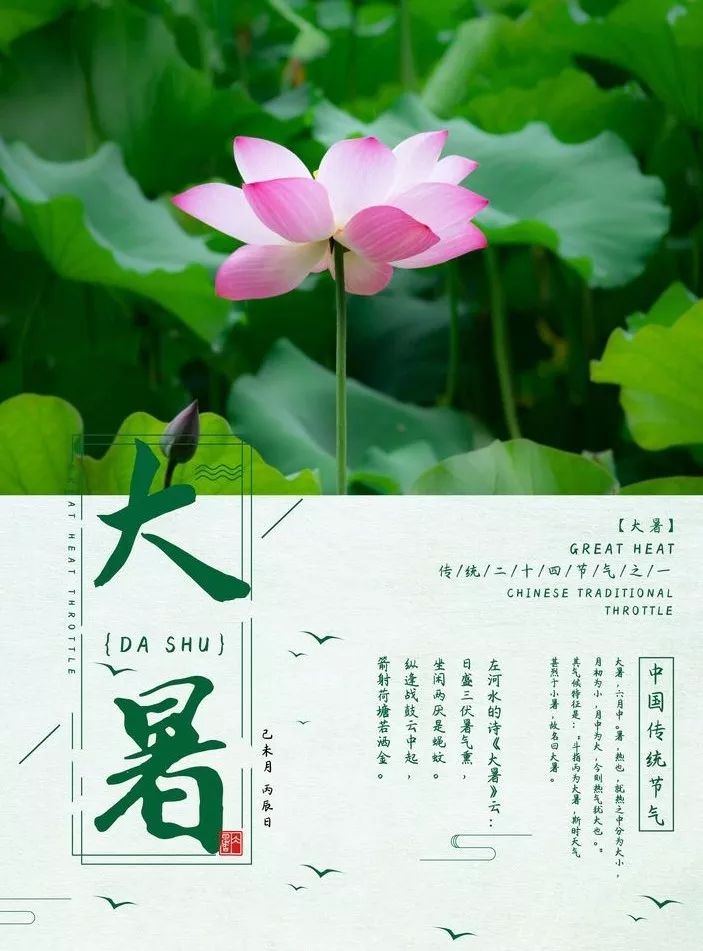 大暑
{DA SHU}
AT HEAT THROTTLE
己未月 丙辰日
大暑
【大暑】
GREAT HEAT
传/统/二/十/四/节/气/之/一
CHINESE TRADITIONAL
THROTTLE
中国传统节气
大暑，六月中。暑，热也，就热之中分为大小，
月初为小，月中为大，今则热气犹大也。"
其气候特征是："斗指丙为大暑，斯时天气
甚烈于小暑，故名曰大暑。
左河水的诗《大暑》云：
日盛三伏暑气熏，
坐闲两厌是蝇蚊。
纵逢战鼓云中起，
箭射荷塘若洒金。